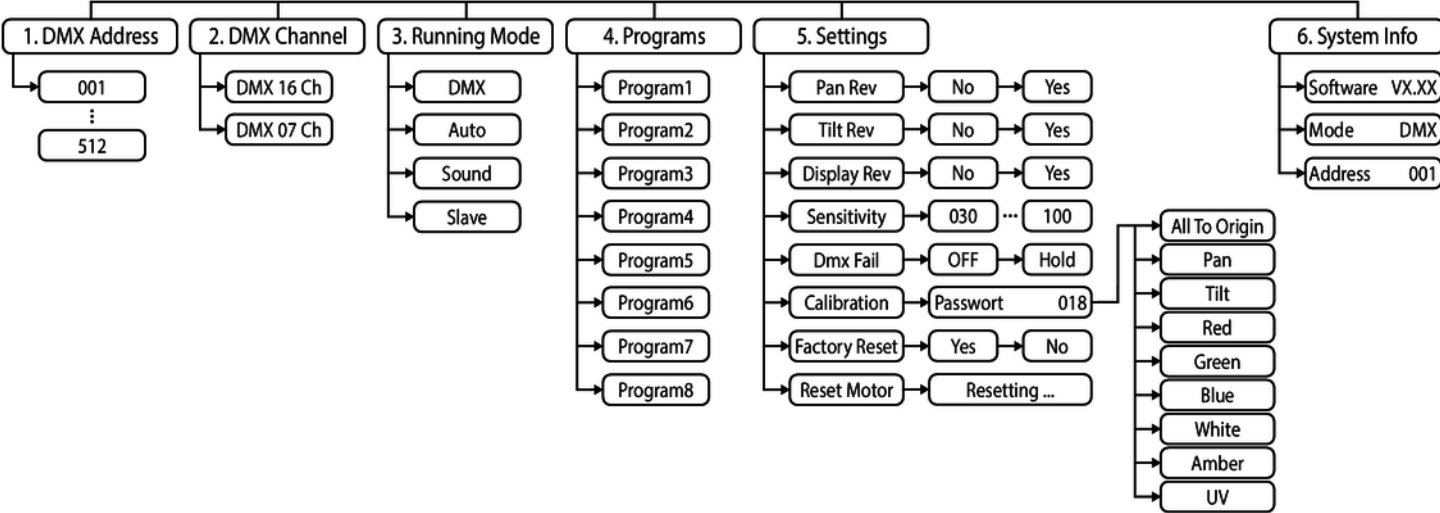 1. DMX Address
001
⋮
512
2. DMX Channel
DMX 16 Ch
DMX 07 Ch
3. Running Mode
DMX
Auto
Sound
Slave
4. Programs
Program1
Program2
Program3
Program4
Program5
Program6
Program7
Program8
5. Settings
Pan Rev No Yes
Tilt Rev No Yes
Display Rev No Yes
Sensitivity 030 ... 100
Dmx Fail OFF Hold
Calibration Passwort 018
All To Origin
Pan
Tilt
Red
Green
Blue
White
Amber
UV
Factory Reset Yes No
Reset Motor Resetting ...
6. System Info
Software VX.XX
Mode DMX
Address 001